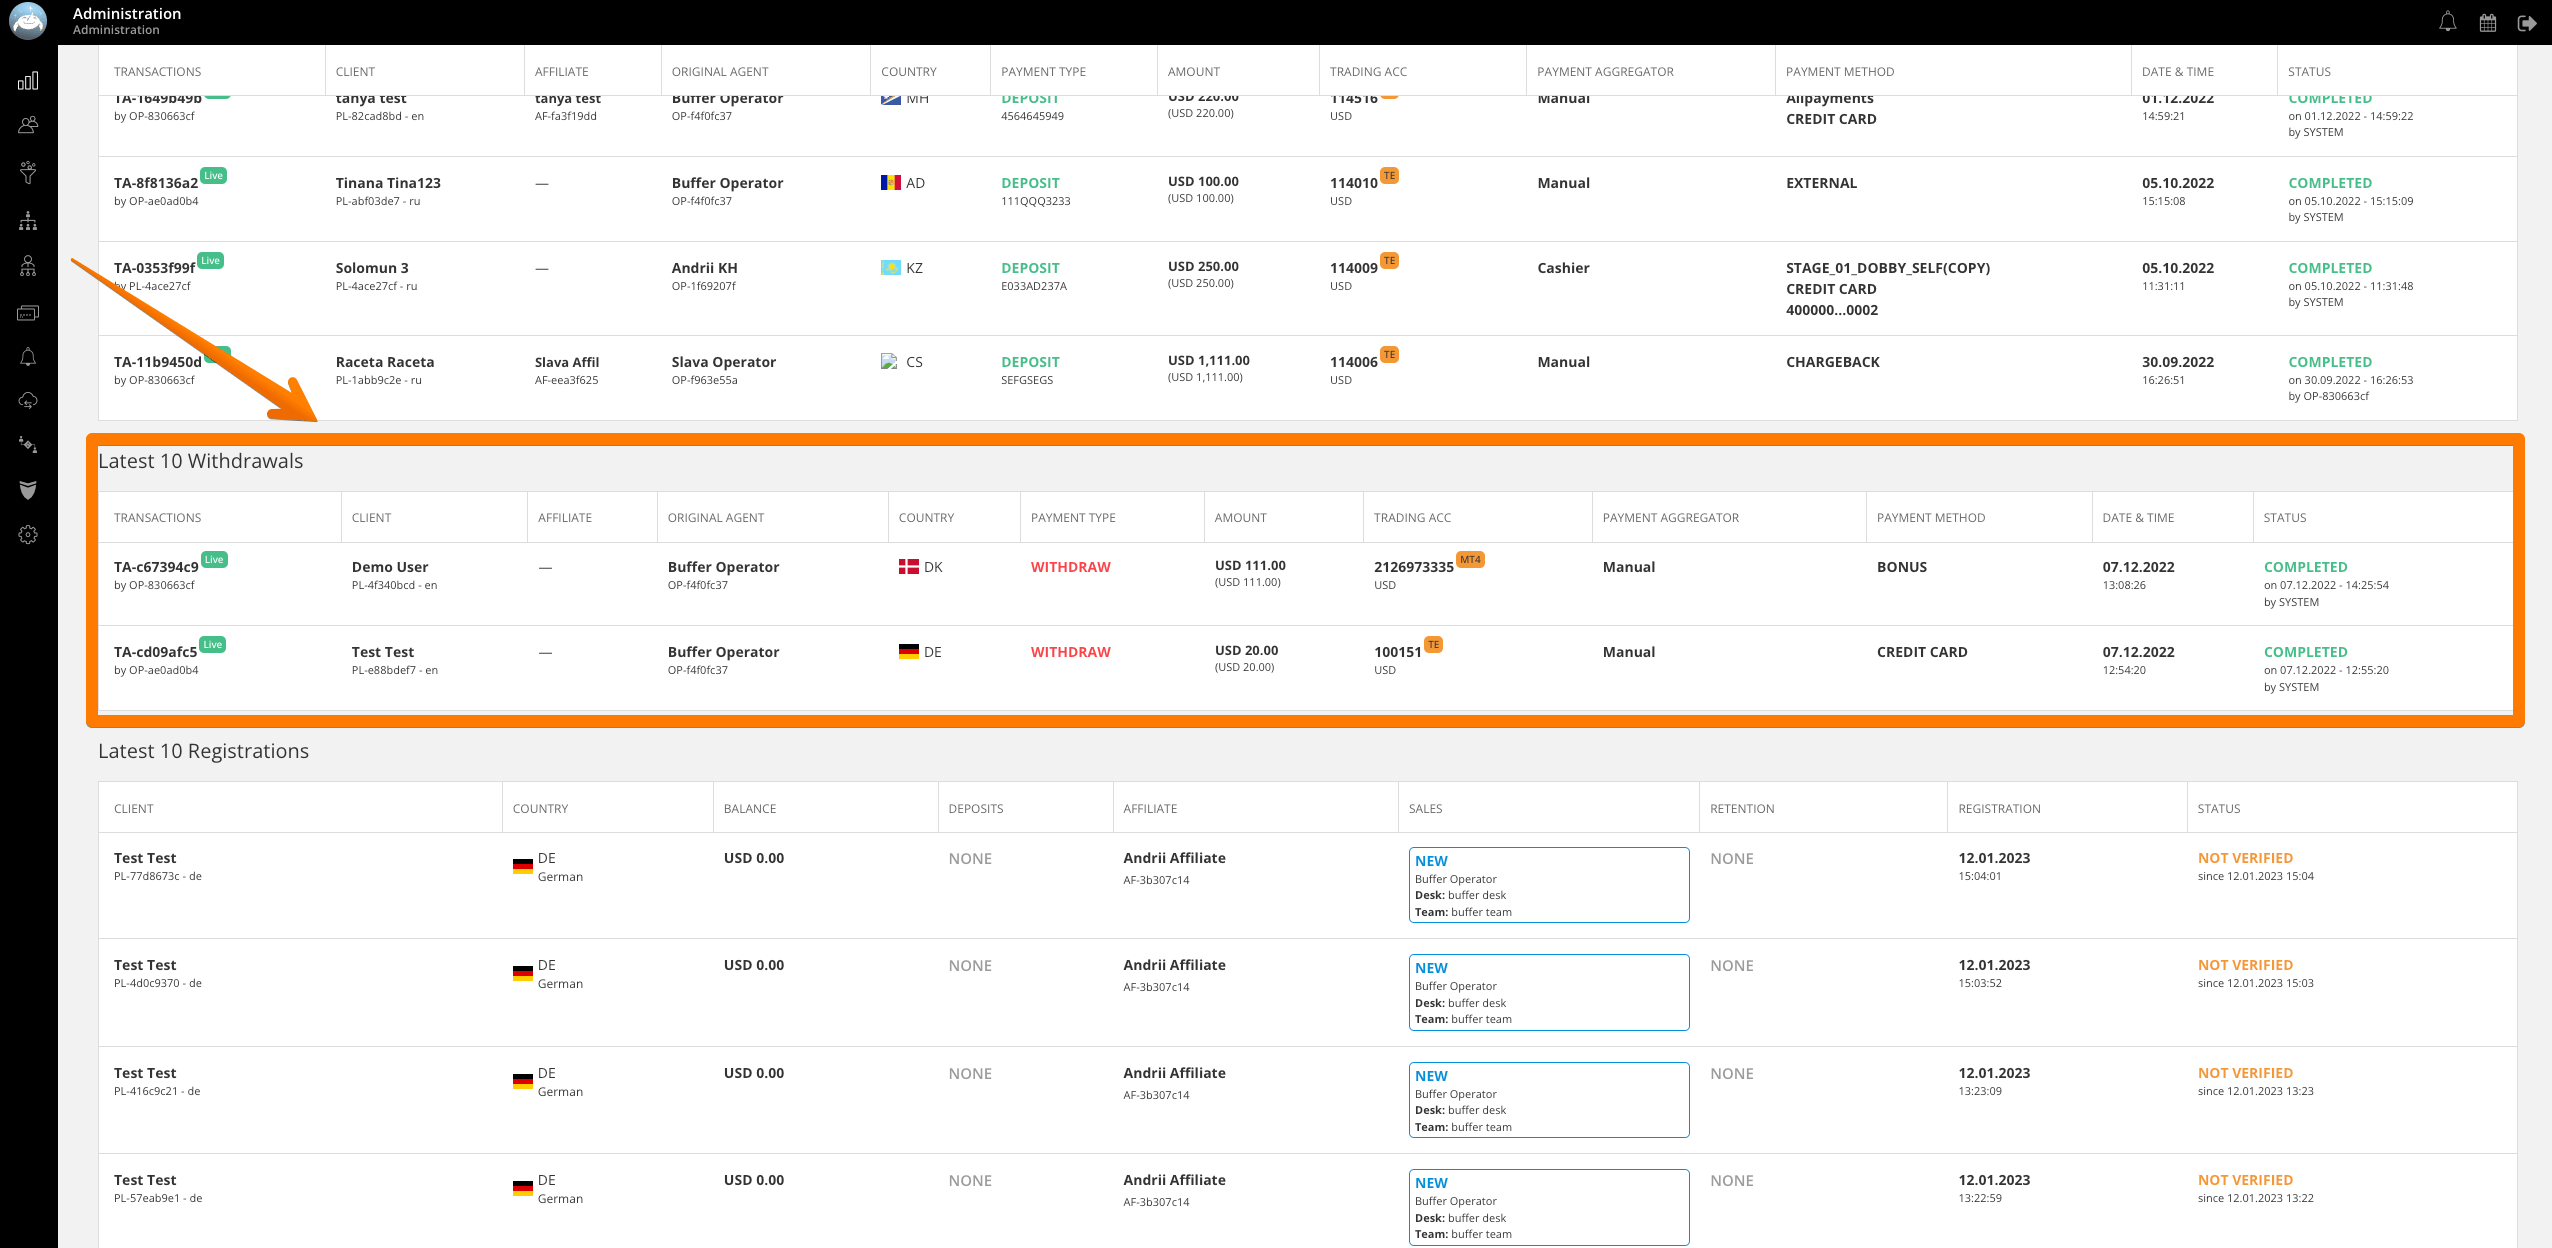 Administration
Administration
TRANSACTIONS CLIENT AFFILIATE ORIGINAL AGENT COUNTRY PAYMENT TYPE AMOUNT TRADING ACC PAYMENT AGGREGATOR PAYMENT METHOD DATE & TIME STATUS
TA-1649b49b tanya test tanya test Buffer Operator MH DEPOSIT USD 220.00 114516 Manual Allpayments 01.12.2022 COMPLETED
by OP-830663cf PL-82cad8bd - en AF-fa3f19dd OP-f4f0fc37 4564645949 (USD 220.00) USD CREDIT CARD 14:59:21 on 01.12.2022 - 14:59:22
by SYSTEM
TA-8f8136a2 Live Tinana Tina123 — Buffer Operator AD DEPOSIT USD 100.00 114010 TE Manual EXTERNAL 05.10.2022 COMPLETED
by OP-ae0ad0b4 PL-abf03de7 - ru OP-f4f0fc37 111QQQ3233 (USD 100.00) USD 15:15:08 on 05.10.2022 - 15:15:09
by SYSTEM
TA-0353f99f Live Solomun 3 — Andrii KH KZ DEPOSIT USD 250.00 114009 TE Cashier STAGE_01_DOBBY_SELF(COPY) 05.10.2022 COMPLETED
by PL-4ace27cf PL-4ace27cf - ru OP-1f69207f E033AD237A (USD 250.00) USD CREDIT CARD 11:31:11 on 05.10.2022 - 11:31:48
400000...0002 by SYSTEM
TA-11b9450d Raceta Raceta Slava Affil Slava Operator CS DEPOSIT USD 1,111.00 114006 TE Manual CHARGEBACK 30.09.2022 COMPLETED
by OP-830663cf PL-1abb9c2e - ru AF-eea3f625 OP-f963e55a SEFGSEGS (USD 1,111.00) USD 16:26:51 on 30.09.2022 - 16:26:53
by OP-830663cf
Latest 10 Withdrawals
TRANSACTIONS CLIENT AFFILIATE ORIGINAL AGENT COUNTRY PAYMENT TYPE AMOUNT TRADING ACC PAYMENT AGGREGATOR PAYMENT METHOD DATE & TIME STATUS
TA-c67394c9 Live Demo User — Buffer Operator DK WITHDRAW USD 111.00 2126973335 MT4 Manual BONUS 07.12.2022 COMPLETED
by OP-830663cf PL-4f340bcd - en OP-f4f0fc37 (USD 111.00) USD 13:08:26 on 07.12.2022 - 14:25:54
by SYSTEM
TA-cd09afc5 Live Test Test — Buffer Operator DE WITHDRAW USD 20.00 100151 TE Manual CREDIT CARD 07.12.2022 COMPLETED
by OP-ae0ad0b4 PL-e88bdef7 - en OP-f4f0fc37 (USD 20.00) USD 12:54:20 on 07.12.2022 - 12:55:20
by SYSTEM
Latest 10 Registrations
CLIENT COUNTRY BALANCE DEPOSITS AFFILIATE SALES RETENTION REGISTRATION STATUS
Test Test DE USD 0.00 NONE Andrii Affiliate NEW NONE 12.01.2023 NOT VERIFIED
PL-77d8673c - de German AF-3b307c14 Buffer Operator 15:04:01 since 12.01.2023 15:04
Desk: buffer desk
Team: buffer team
Test Test DE USD 0.00 NONE Andrii Affiliate NEW NONE 12.01.2023 NOT VERIFIED
PL-4d0c9370 - de German AF-3b307c14 Buffer Operator 15:03:52 since 12.01.2023 15:03
Desk: buffer desk
Team: buffer team
Test Test DE USD 0.00 NONE Andrii Affiliate NEW NONE 12.01.2023 NOT VERIFIED
PL-416c9c21 - de German AF-3b307c14 Buffer Operator 13:23:09 since 12.01.2023 13:23
Desk: buffer desk
Team: buffer team
Test Test DE USD 0.00 NONE Andrii Affiliate NEW NONE 12.01.2023 NOT VERIFIED
PL-57eab9e1 - de German AF-3b307c14 Buffer Operator 13:22:59 since 12.01.2023 13:22
Desk: buffer desk
Team: buffer team